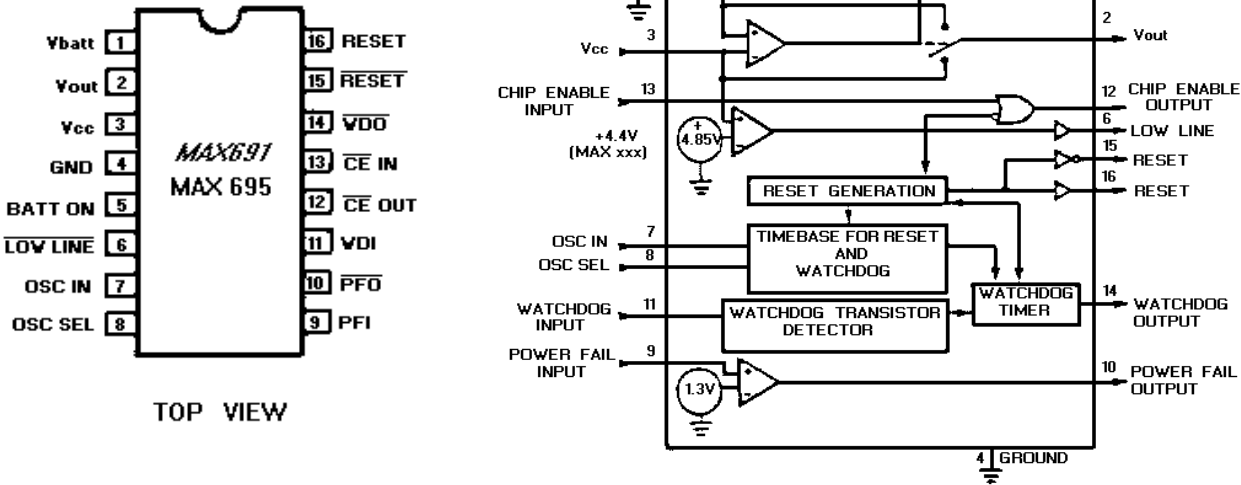 Vbatt 1
Vout 2
Vcc 3
GND 4
BATT ON 5
LOW LINE 6
OSC IN 7
OSC SEL 8
MAX691
MAX 695
16 RESET
15 RESET
14 WDO
13 CE IN
12 CE OUT
11 WDI
10 PFO
9 PFI
TOP VIEW
3
Vcc
CHIP ENABLE 13
INPUT
+4.4V
(MAX xxx)
+
4.85V
RESET GENERATION
7
OSC IN
8
OSC SEL
TIMEBASE FOR RESET
AND
WATCHDOG
WATCHDOG 11
INPUT
WATCHDOG TRANSISTOR
DETECTOR
WATCHDOG
TIMER
POWER FAIL 9
INPUT
1.3V
2
Vout
12 CHIP ENABLE
OUTPUT
6
LOW LINE
15
RESET
16
RESET
14
WATCHDOG
OUTPUT
10 POWER FAIL
OUTPUT
4 GROUND